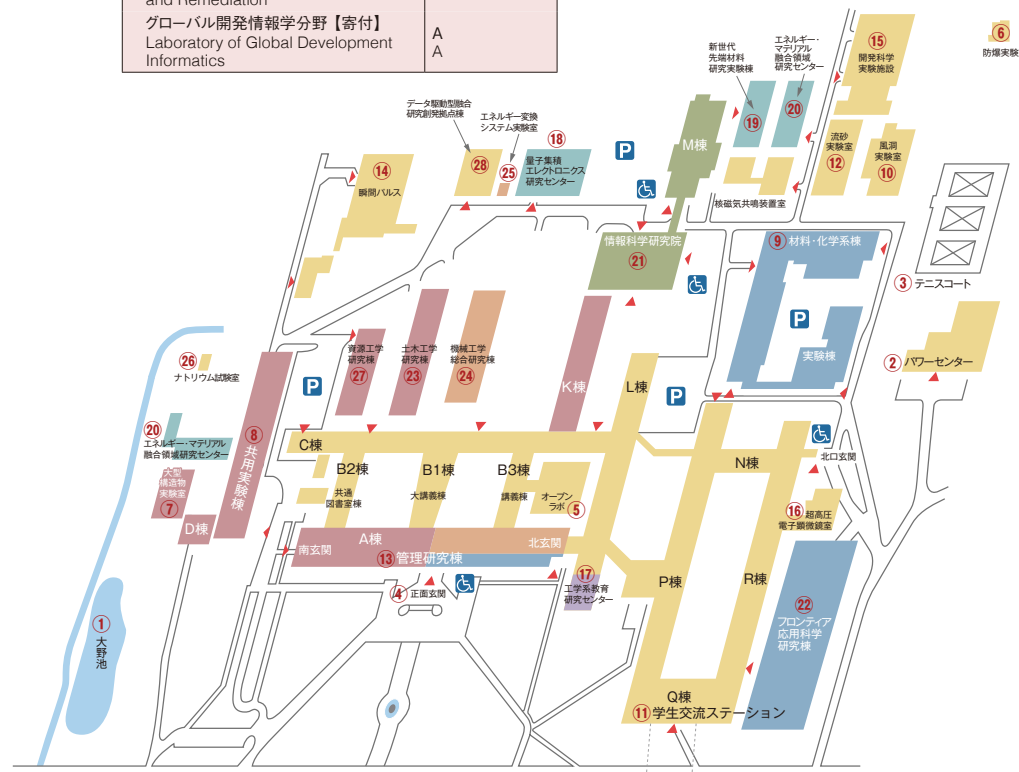 and Remediation
グローバル開発情報学分野【寄付】
Laboratory of Global Development
Informatics
A
A
⑥
防爆実験
⑮
開発科学
実験施設
エネルギー・
マテリアル
融合領域
研究センター
⑳
新世代
先端材料
研究実験棟
⑲
M棟
流砂
実験室
⑫
風洞
実験室
⑩
核磁気共鳴装置室
データ駆動型融合
研究創発拠点棟
㉘
エネルギー変換
システム実験室
㉕
⑱
量子集積
エレクトロニクス
研究センター
P
⑭
瞬間パルス
情報科学研究院
㉑
⑨材料・化学系棟
P
実験棟
③テニスコート
②パワーセンター
㉖
ナトリウム試験室
P
資源工学
研究棟
㉗
土木工学
研究棟
㉓
機械工学
総合研究棟
㉔
K棟
L棟
P
⑳
エネルギー・マテリアル
融合領域研究センター
⑧
共用実験棟
大型
構造物
実験室
⑦
D棟
C棟
B2棟
共通
図書室棟
B1棟
大講義棟
B3棟
講義棟
オープン
ラボ
⑤
N棟
北口玄関
⑯超高圧
電子顕微鏡室
南玄関
A棟
⑬管理研究棟
北玄関
④正面玄関
⑰
工学系教育
研究センター
P棟
R棟
㉒
フロンティア
応用科学
研究棟
①
大野池
Q棟
⑪学生交流ステーション